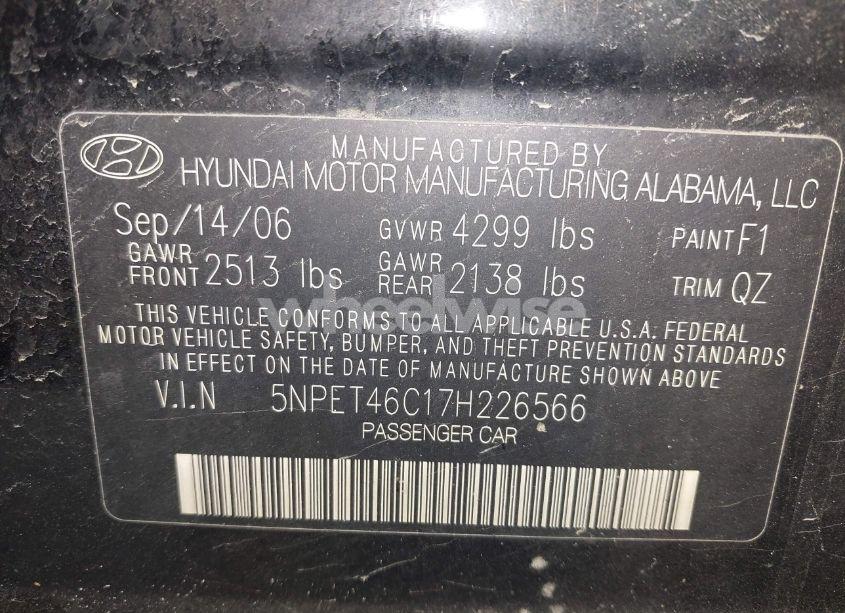 MANUFACTURED BY
HYUNDAI MOTOR MANUFACTURING ALABAMA, LLC
Sep/14/06 GVWR 4299 lbs PAINT F1
GAWR FRONT 2513 lbs GAWR REAR 2138 lbs TRIM QZ
wheelwise
THIS VEHICLE CONFORMS TO ALL APPLICABLE U.S.A. FEDERAL
MOTOR VEHICLE SAFETY, BUMPER, AND THEFT PREVENTION STANDARDS
IN EFFECT ON THE DATE OF MANUFACTURE SHOWN ABOVE
V.I.N 5NPET46C17H226566
PASSENGER CAR